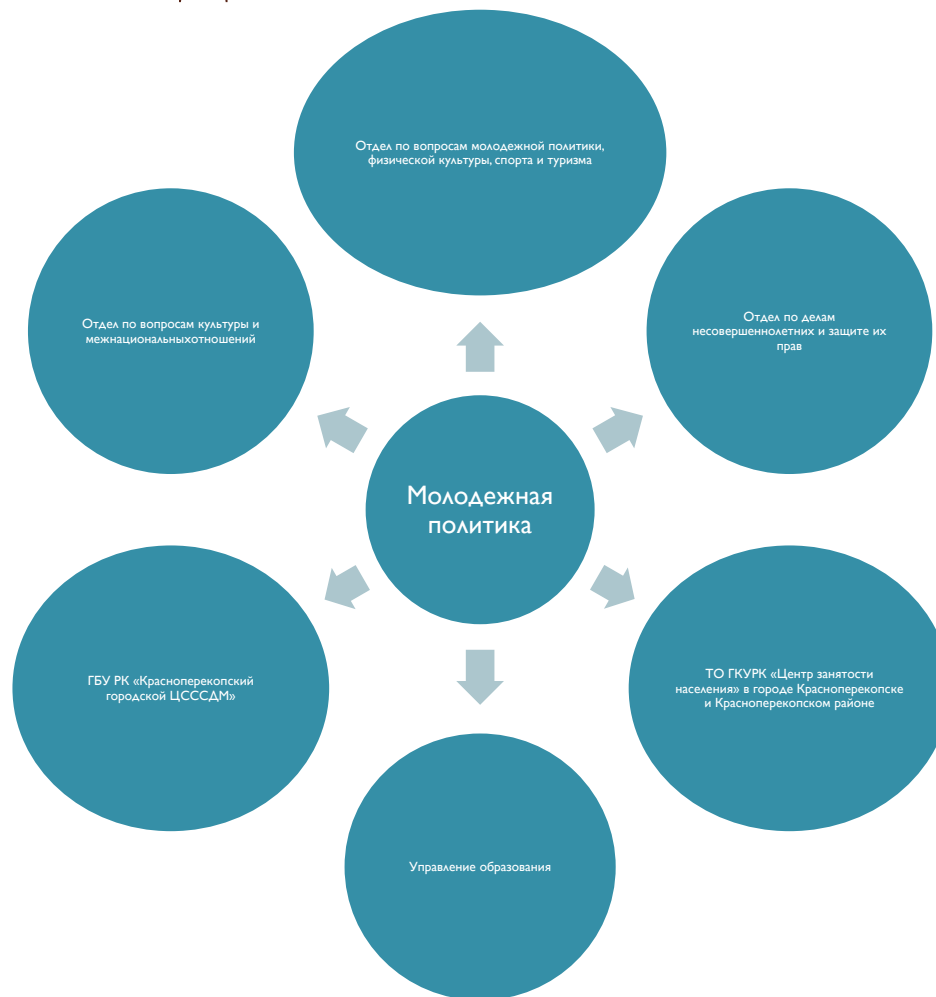 Отдел по вопросам молодежной политики,
физической культуры, спорта и туризма
Отдел по вопросам культуры и
межнациональныхотношений
Отдел по делам
несовершеннолетних и защите их
прав
Молодежная
политика
ГБУ РК «Красноперекопский
городской ЦСССДМ»
ТО ГКУРК «Центр занятости
населения» в городе Красноперекопске
и Красноперекопском районе
Управление образования